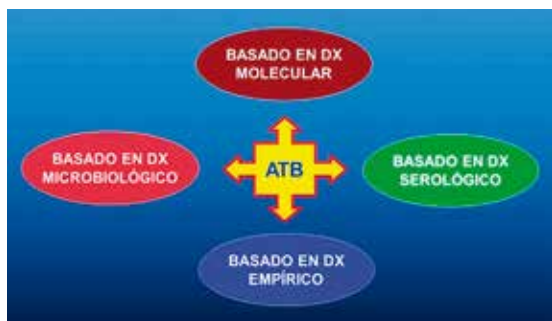 BASADO EN DX
MOLECULAR
BASADO EN DX
MICROBIOLÓGICO
ATB
BASADO EN DX
SEROLÓGICO
BASADO EN DX
EMPÍRICO